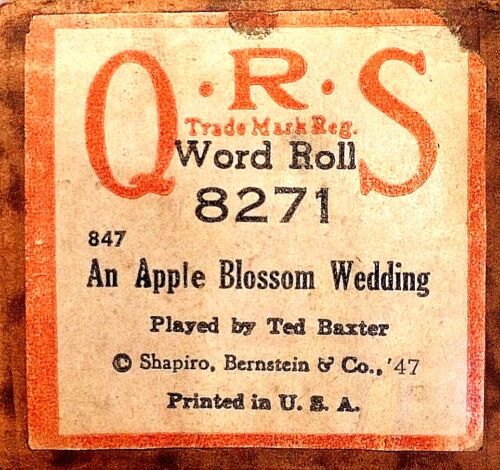 Q·R·S
Trade Mark Reg.
Word Roll
8271
847
An Apple Blossom Wedding
Played by Ted Baxter
© Shapiro, Bernstein & Co., '47
Printed in U. S. A.